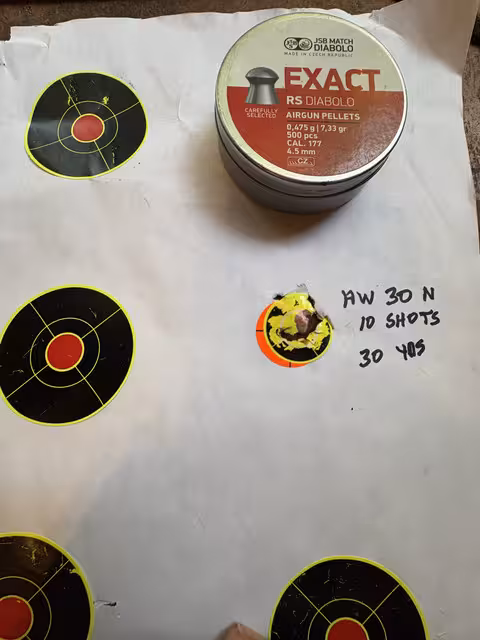 JSB MATCH
DIABOLO
MADE IN CZECH REPUBLIC
EXACT
RS DIABOLO
CAREFULLY
SELECTED
AIRGUN PELLETS
0,475 g | 7,33 gr
500 pcs
CAL. 177
4.5 mm
CZ
HW 30 N
10 SHOTS
30 YDS